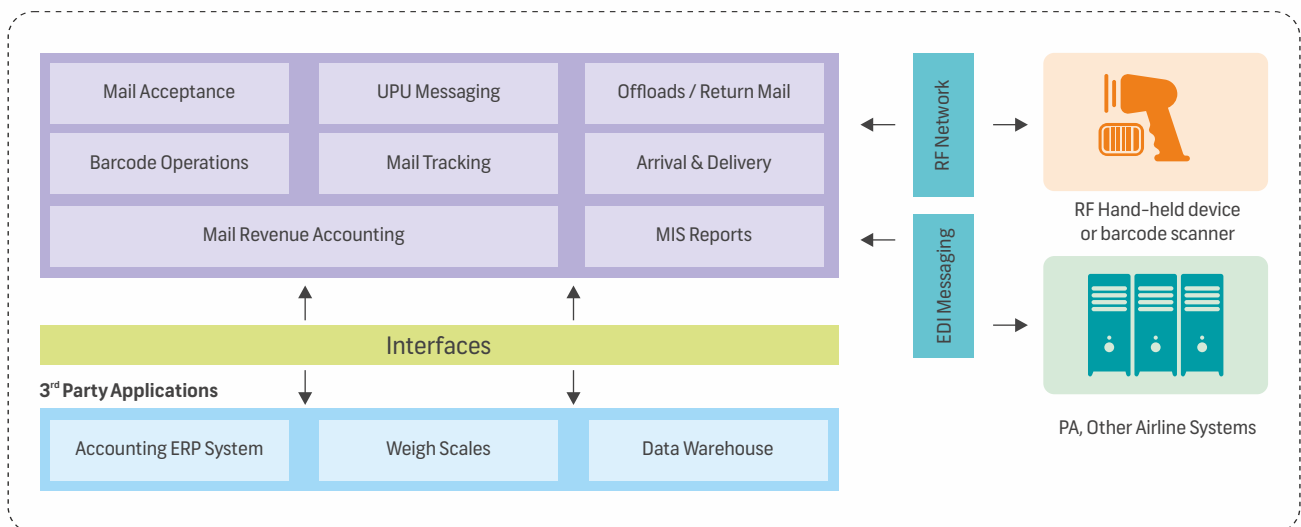 Mail Acceptance
UPU Messaging
Offloads / Return Mail
Barcode Operations
Mail Tracking
Arrival & Delivery
Mail Revenue Accounting
MIS Reports
RF Network
EDI Messaging
RF Hand-held device
or barcode scanner
PA, Other Airline Systems
Interfaces
3rd Party Applications
Accounting ERP System
Weigh Scales
Data Warehouse